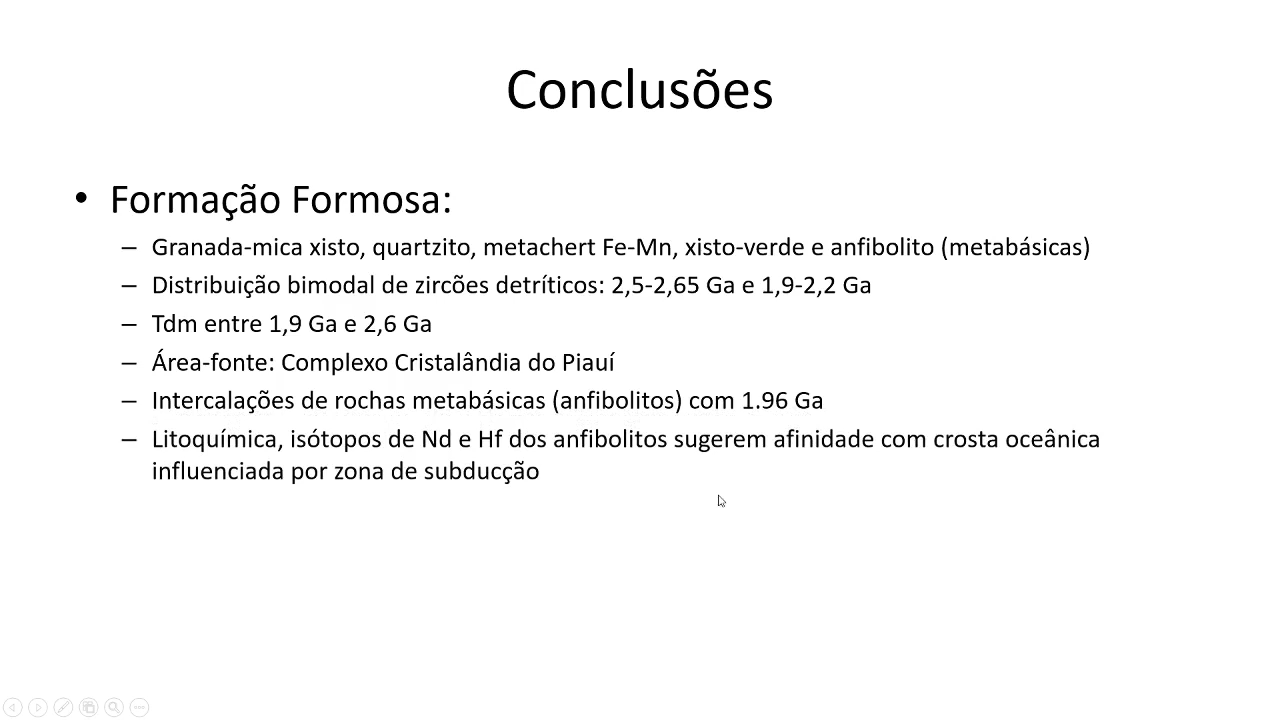 Conclusões
• Formação Formosa:
– Granada-mica xisto, quartzito, metachert Fe-Mn, xisto-verde e anfibolito (metabásicas)
– Distribuição bimodal de zircões detríticos: 2,5-2,65 Ga e 1,9-2,2 Ga
– Tdm entre 1,9 Ga e 2,6 Ga
– Área-fonte: Complexo Cristalândia do Piauí
– Intercalações de rochas metabásicas (anfibolitos) com 1.96 Ga
– Litoquímica, isótopos de Nd e Hf dos anfibolitos sugerem afinidade com crosta oceânica
influenciada por zona de subducção